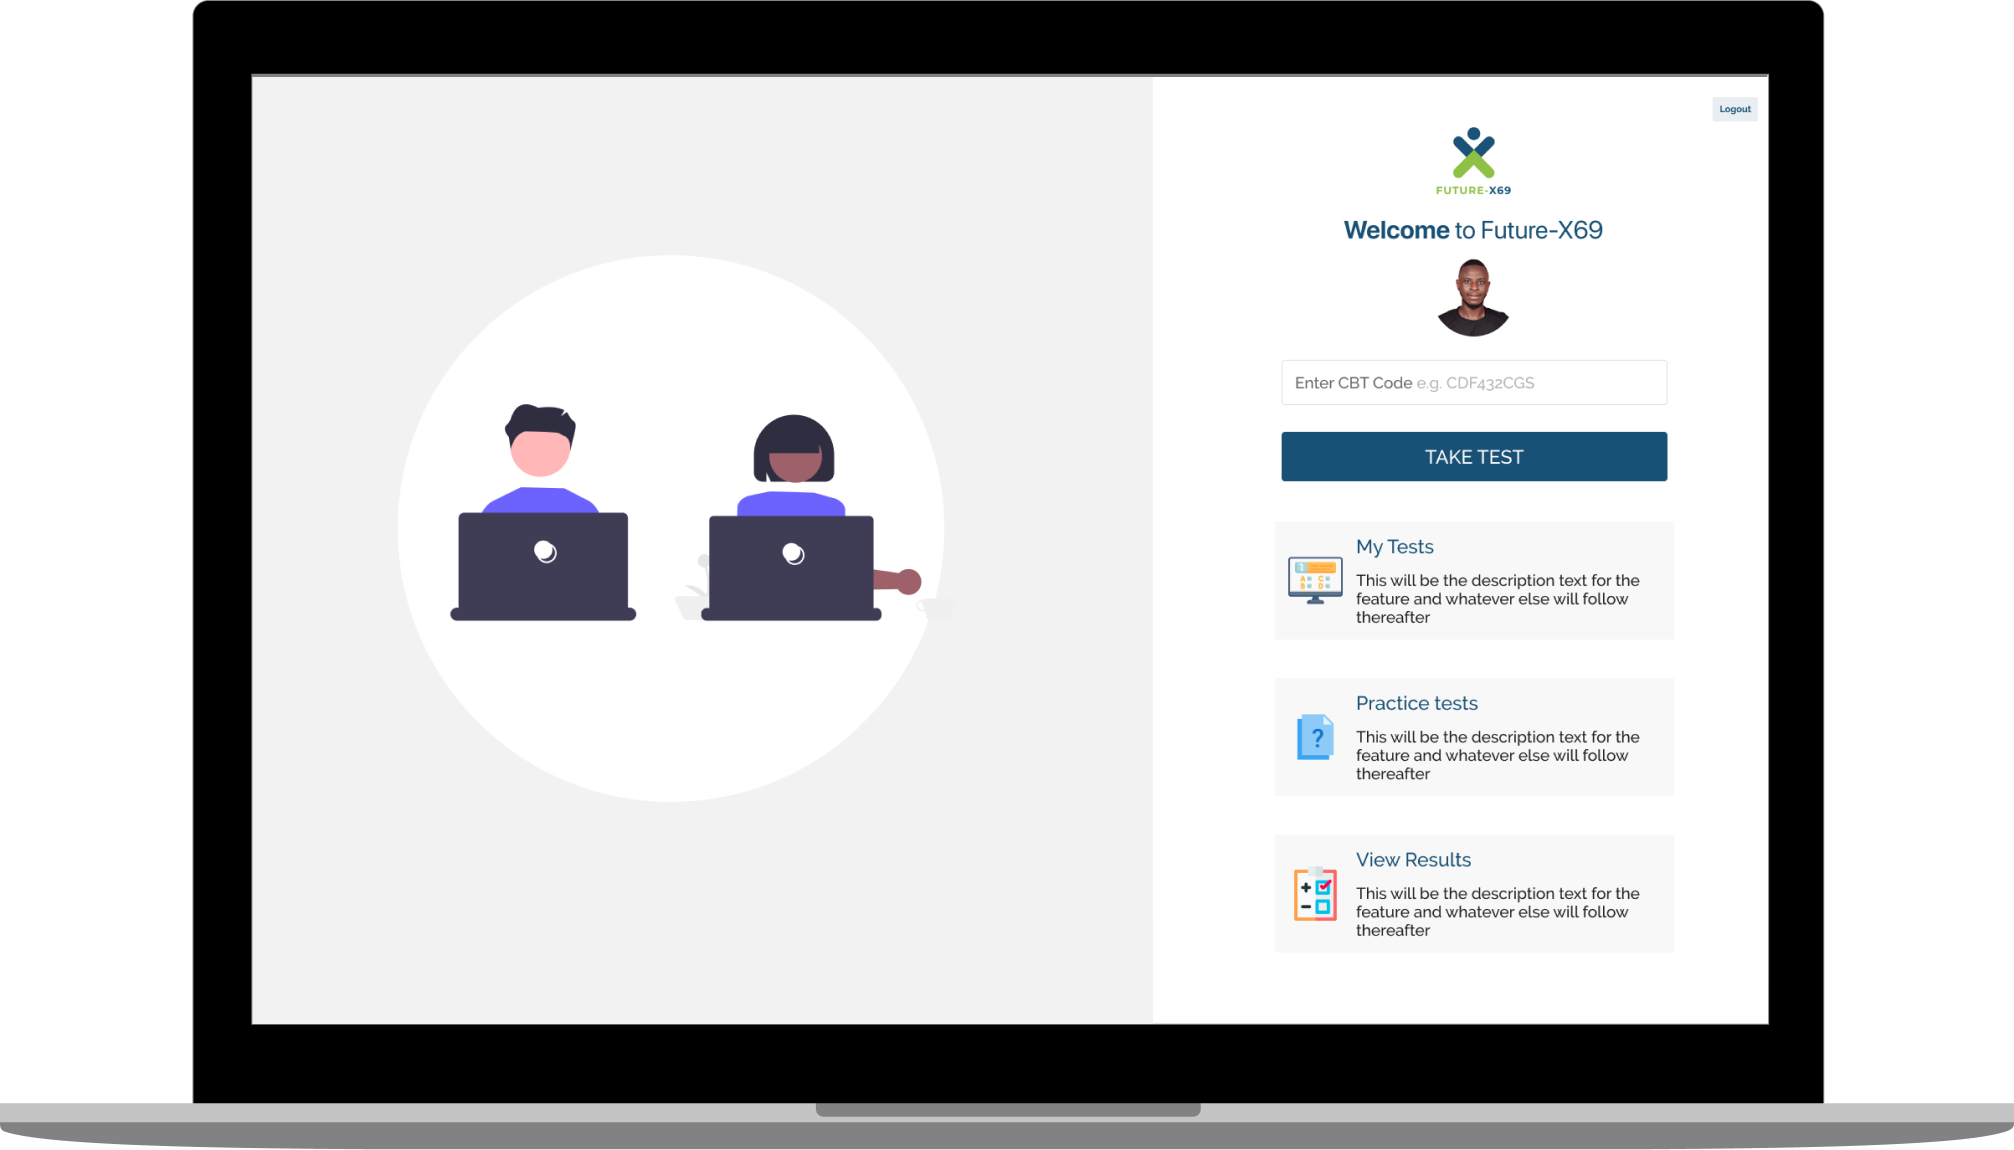 Logout
FUTURE-X69
Welcome to Future-X69
Enter CBT Code e.g. CDF432CGS
TAKE TEST
My Tests
This will be the description text for the
feature and whatever else will follow
thereafter
Practice tests
?
This will be the description text for the
feature and whatever else will follow
thereafter
View Results
This will be the description text for the
feature and whatever else will follow
thereafter